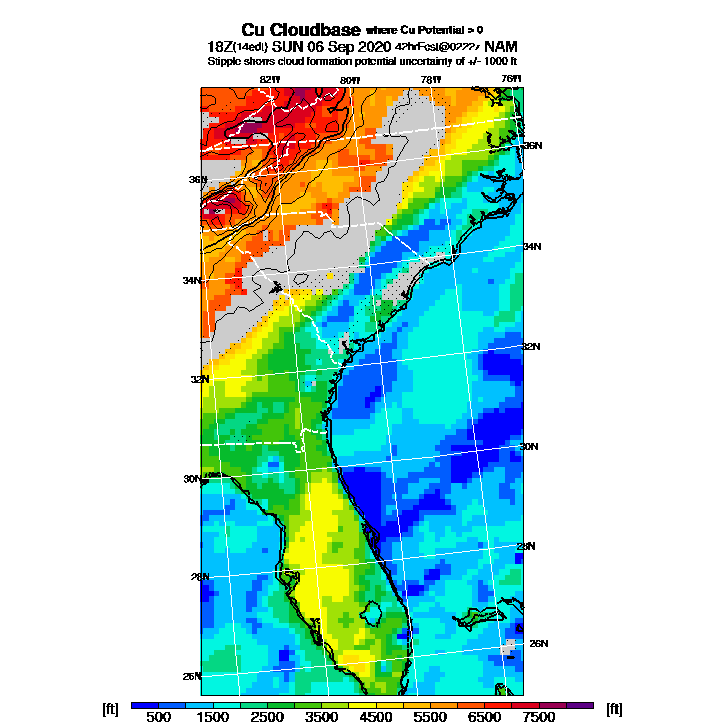 Cu Cloudbase where Cu Potential > 0
18Z(14edt) SUN 06 Sep 2020 42hrFcst@0222z NAM
Stipple shows cloud formation potential uncertainty of +/- 1000 ft
82W 80W 78W 76W
36N 36N
34N 34N
32N 32N
30N 30N
28N 28N
26N 26N
[ft] 500 1500 2500 3500 4500 5500 6500 7500 [ft]